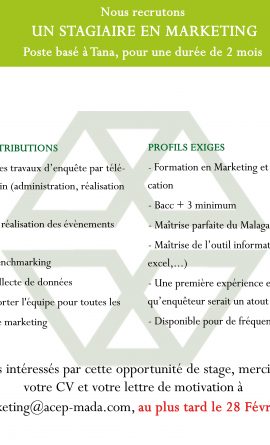 Nous recrutons
UN STAGIAIRE EN MARKETING
Poste basé à Tana, pour une durée de 2 mois
TRIBUTIONS
es travaux d'enquête par télé-
in (administration, réalisation
réalisation des évènements
enchmarking
llecte de données
orter l'équipe pour toutes les
e marketing
PROFILS EXIGES
- Formation en Marketing et
cation
- Bacc + 3 minimum
- Maîtrise parfaite du Malaga
- Maîtrise de l'outil informat
excel,...)
- Une première expérience e
qu'enquêteur serait un atout
- Disponible pour de fréquen
s intéressés par cette opportunité de stage, merci
votre CV et votre lettre de motivation à
keting@acep-mada.com, au plus tard le 28 Févr